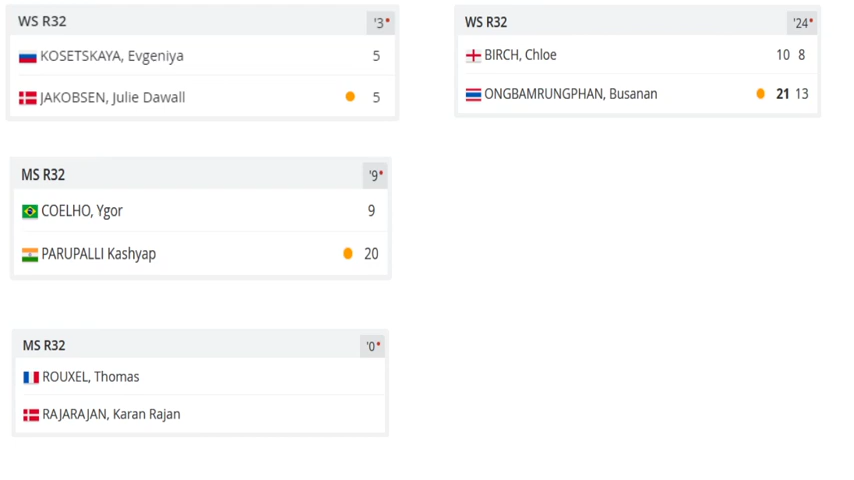 WS R32 '3
KOSETSKAYA, Evgeniya 5
JAKOBSEN, Julie Dawall 5
WS R32 '24
BIRCH, Chloe 10 8
ONGBAMRUNGPHAN, Busanan 21 13
MS R32 '9
COELHO, Ygor 9
PARUPALLI Kashyap 20
MS R32 '0
ROUXEL, Thomas
RAJARAJAN, Karan Rajan